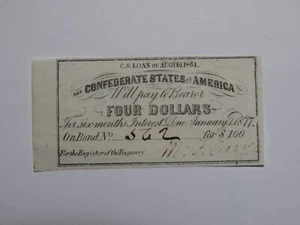 C.S. LOAN OF AUGUST 1861.
THE CONFEDERATE STATES OF AMERICA
Will pay to Bearer
FOUR DOLLARS
For six months Interest Due January 1, 1877.
On Bond No. 562 for $100
For the Register of the Treasury